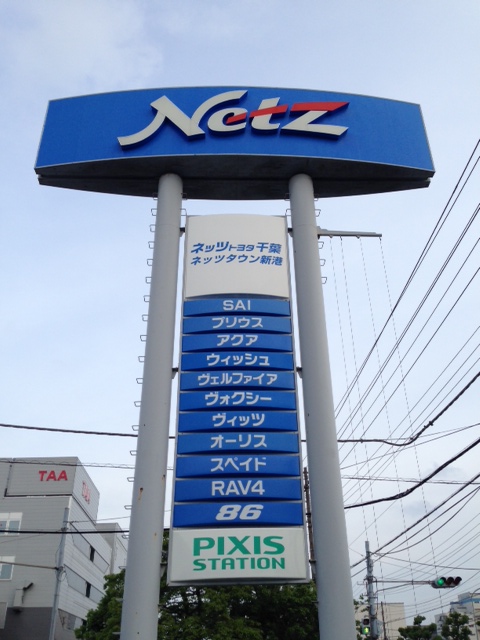 Netz
ネッツトヨタ千葉
ネッツタウン新港
SAI
プリウス
アクア
ウィッシュ
ヴェルファイア
ヴォクシー
ヴィッツ
オーリス
スペイド
RAV4
86
PIXIS
STATION
TAA